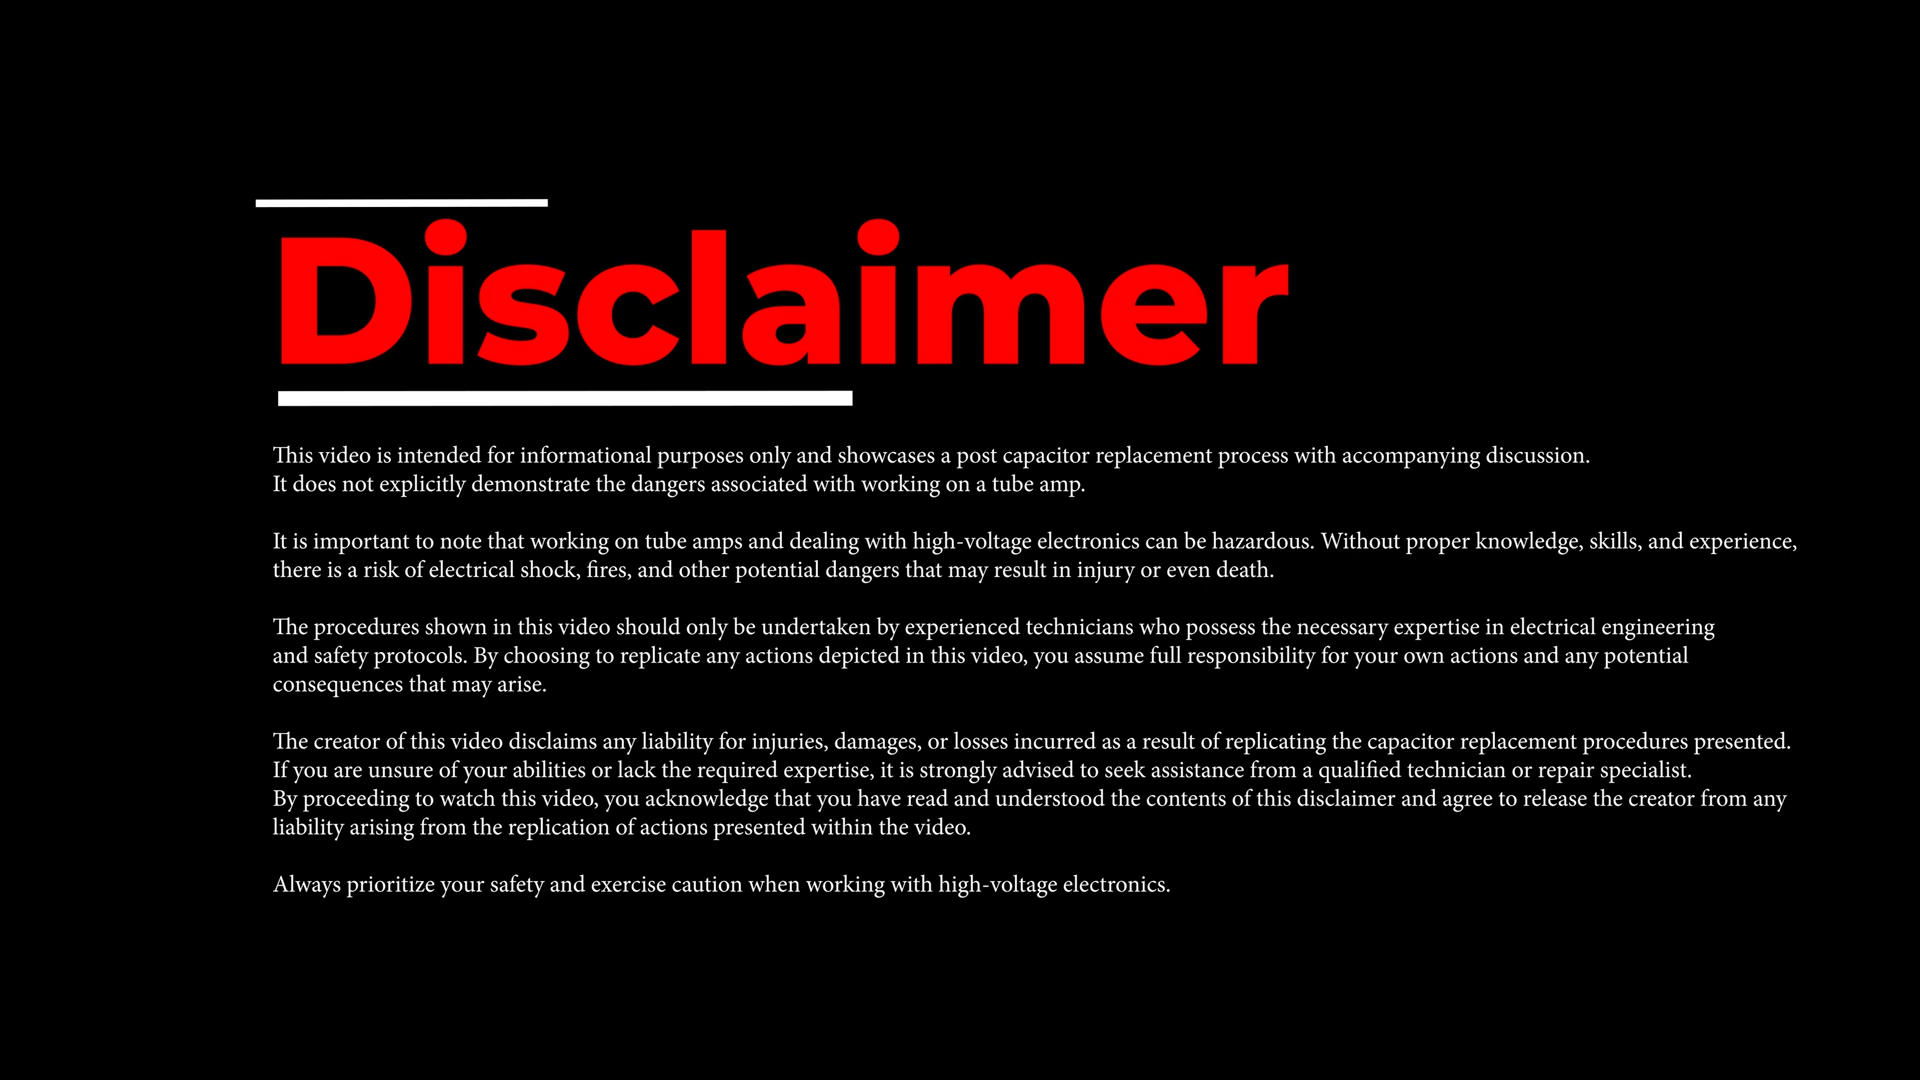 Disclaimer
This video is intended for informational purposes only and showcases a post capacitor replacement process with accompanying discussion.
It does not explicitly demonstrate the dangers associated with working on a tube amp.
It is important to note that working on tube amps and dealing with high-voltage electronics can be hazardous. Without proper knowledge, skills, and experience,
there is a risk of electrical shock, fires, and other potential dangers that may result in injury or even death.
The procedures shown in this video should only be undertaken by experienced technicians who possess the necessary expertise in electrical engineering
and safety protocols. By choosing to replicate any actions depicted in this video, you assume full responsibility for your own actions and any potential
consequences that may arise.
The creator of this video disclaims any liability for injuries, damages, or losses incurred as a result of replicating the capacitor replacement procedures presented.
If you are unsure of your abilities or lack the required expertise, it is strongly advised to seek assistance from a qualified technician or repair specialist.
By proceeding to watch this video, you acknowledge that you have read and understood the contents of this disclaimer and agree to release the creator from any
liability arising from the replication of actions presented within the video.
Always prioritize your safety and exercise caution when working with high-voltage electronics.